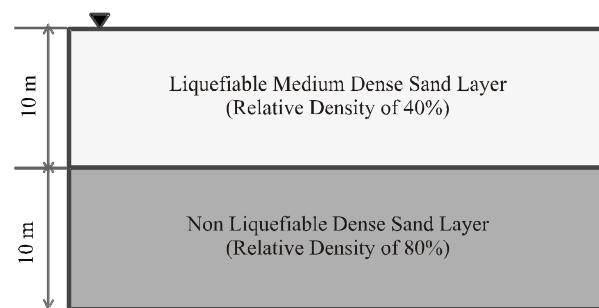 10 m
Liquefiable Medium Dense Sand Layer
(Relative Density of 40%)
10 m
Non Liquefiable Dense Sand Layer
(Relative Density of 80%)